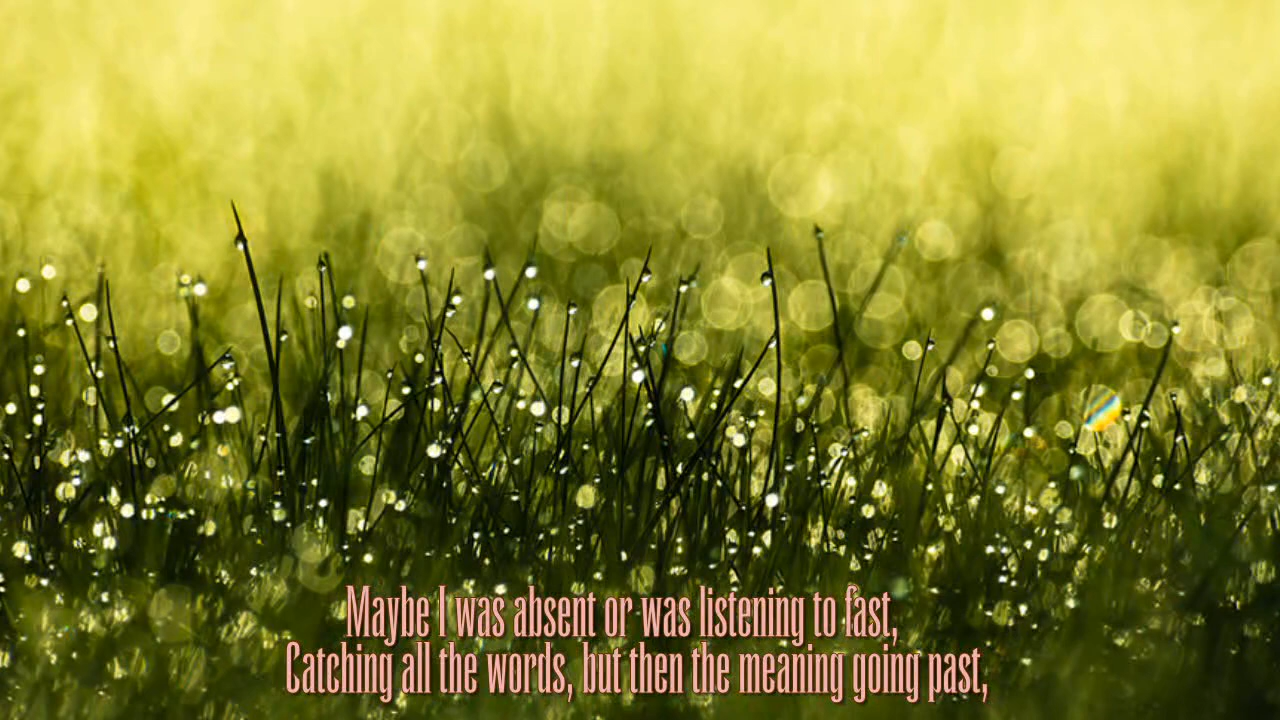 Maybe I was absent or was listening to fast,
Catching all the words, but then the meaning going past,